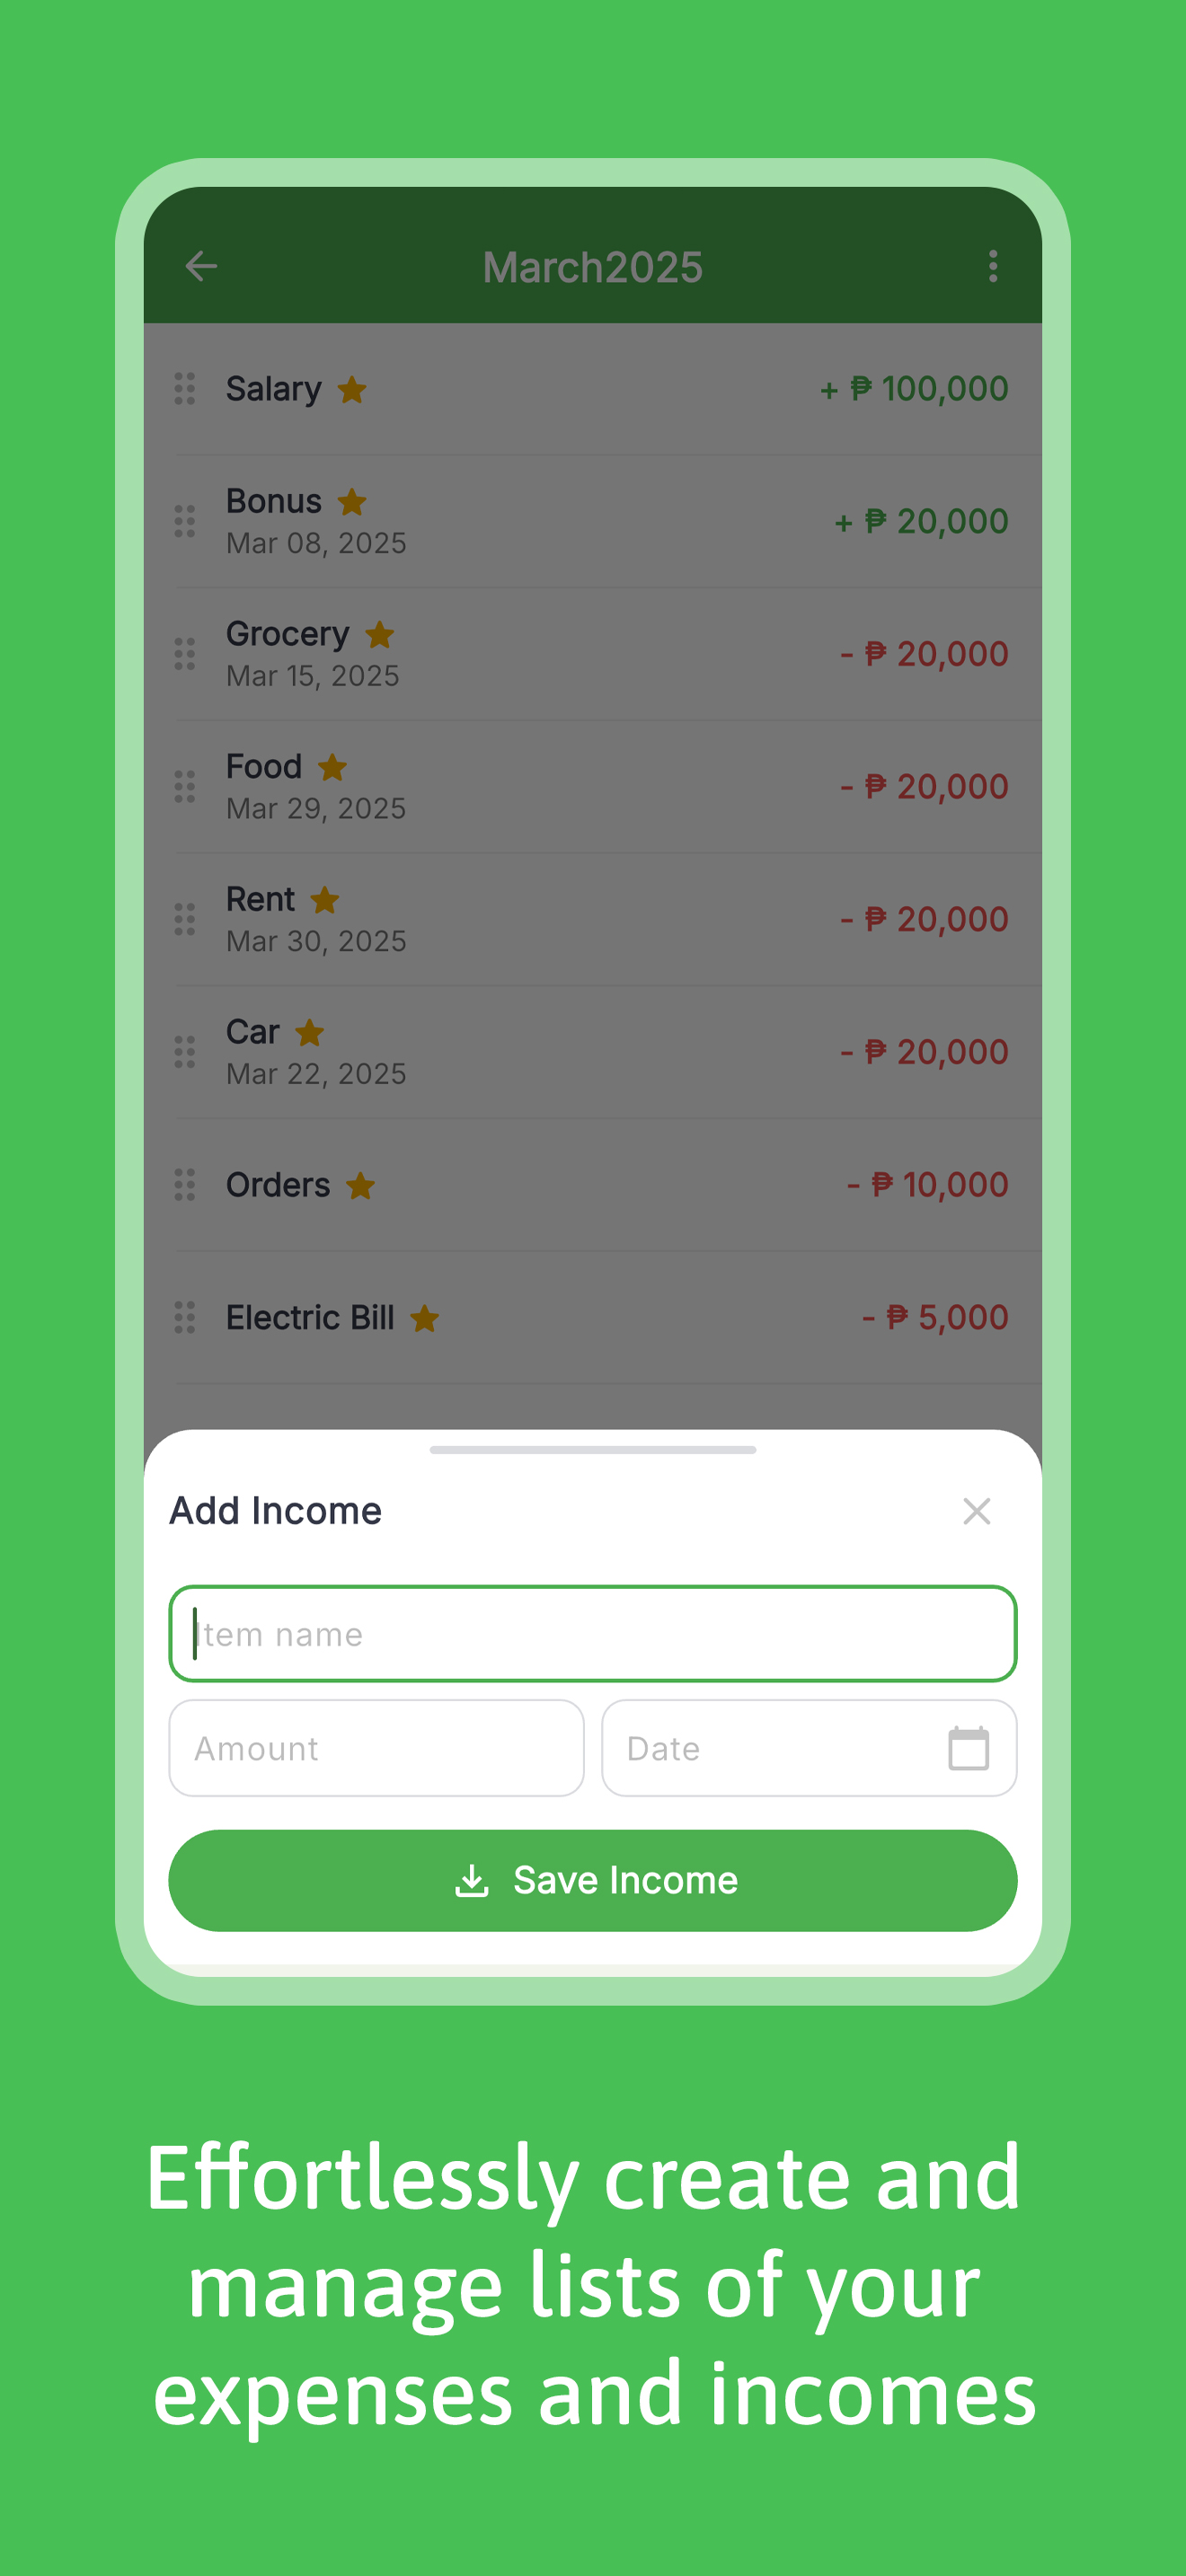 March2025
Salary
+ ₱ 100,000
Bonus
Mar 08, 2025
+ ₱ 20,000
Grocery
Mar 15, 2025
- ₱ 20,000
Food
Mar 29, 2025
- ₱ 20,000
Rent
Mar 30, 2025
- ₱ 20,000
Car
Mar 22, 2025
- ₱ 20,000
Orders
- ₱ 10,000
Electric Bill
- ₱ 5,000
Add Income
Item name
Amount
Date
Save Income
Effortlessly create and
manage lists of your
expenses and incomes